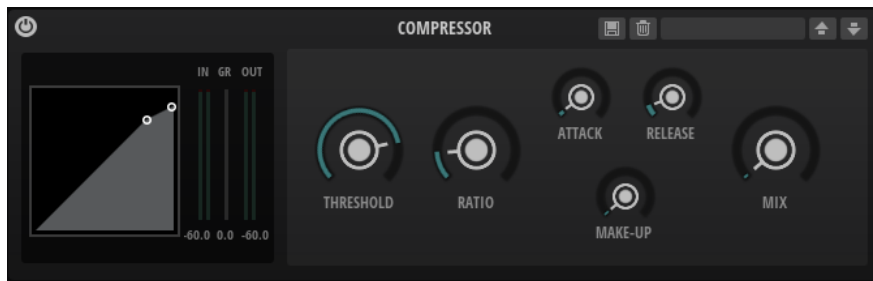 COMPRESSOR
IN GR OUT
-60.0 0.0 -60.0
THRESHOLD
RATIO
ATTACK
RELEASE
MAKE-UP
MIX